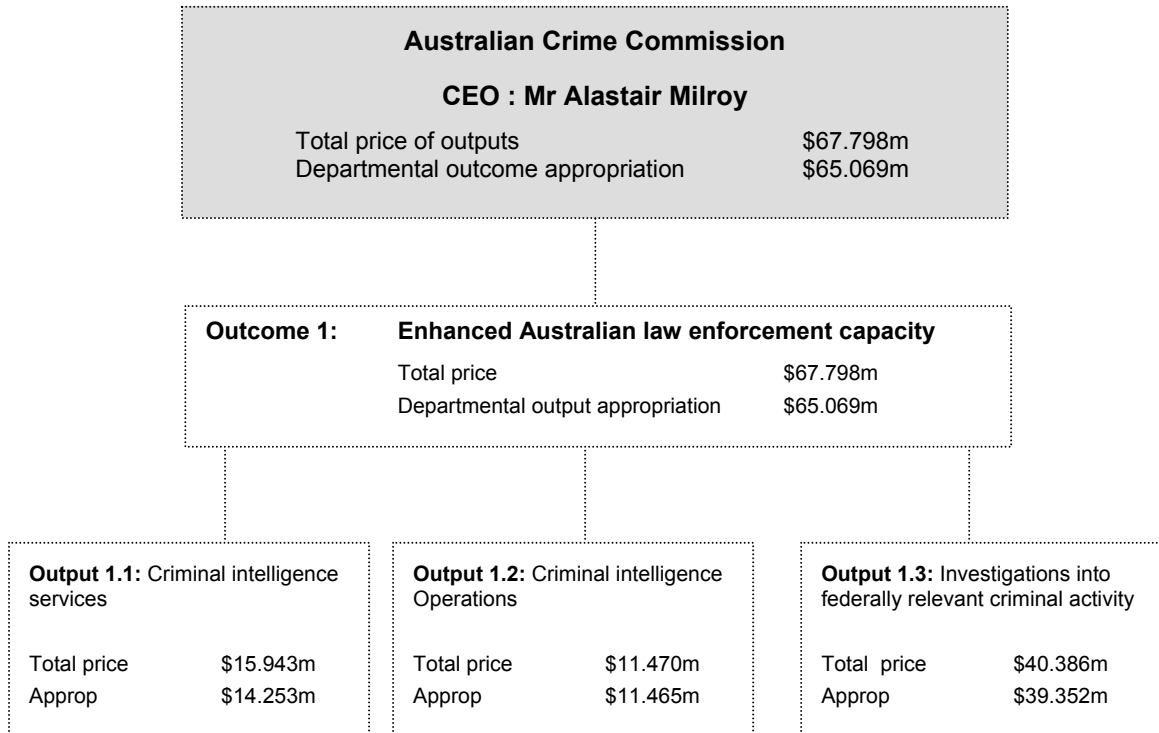 Australian Crime Commission
CEO : Mr Alastair Milroy
Total price of outputs $67.798m
Departmental outcome appropriation $65.069m
Outcome 1: Enhanced Australian law enforcement capacity
Total price $67.798m
Departmental output appropriation $65.069m
Output 1.1: Criminal intelligence
services
Total price $15.943m
Approp $14.253m
Output 1.2: Criminal intelligence
Operations
Total price $11.470m
Approp $11.465m
Output 1.3: Investigations into
federally relevant criminal activity
Total price $40.386m
Approp $39.352m